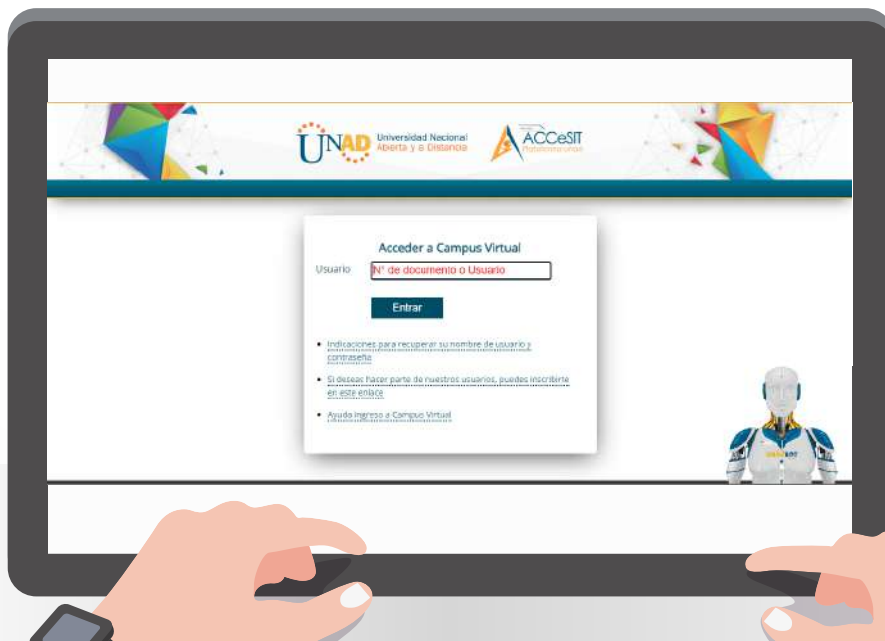 UNAD Universidad Nacional
Abierta y a Distancia
ACCeSIT
Plataforma Unad
Acceder a Campus Virtual
Usuario N° de documento o Usuario
Entrar
Indicaciones para recuperar su nombre de usuario y
contraseña
Si deseas hacer parte de nuestros usuarios, puedes inscribirte
en este enlace
Ayuda ingreso a Campus Virtual